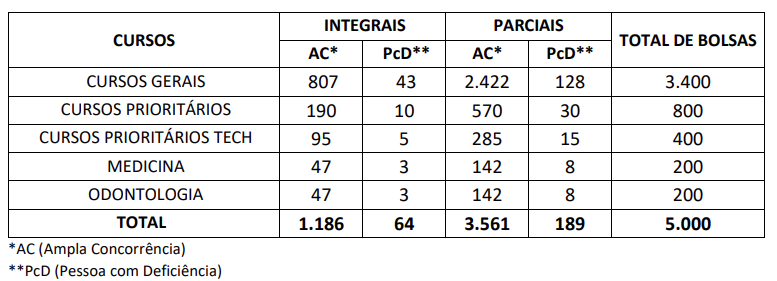 CURSOS INTEGRAIS PARCIAIS TOTAL DE BOLSAS
AC* PcD** AC* PcD**
CURSOS GERAIS 807 43 2.422 128 3.400
CURSOS PRIORITÁRIOS 190 10 570 30 800
CURSOS PRIORITÁRIOS TECH 95 5 285 15 400
MEDICINA 47 3 142 8 200
ODONTOLOGIA 47 3 142 8 200
TOTAL 1.186 64 3.561 189 5.000
*AC (Ampla Concorrência)
**PcD (Pessoa com Deficiência)